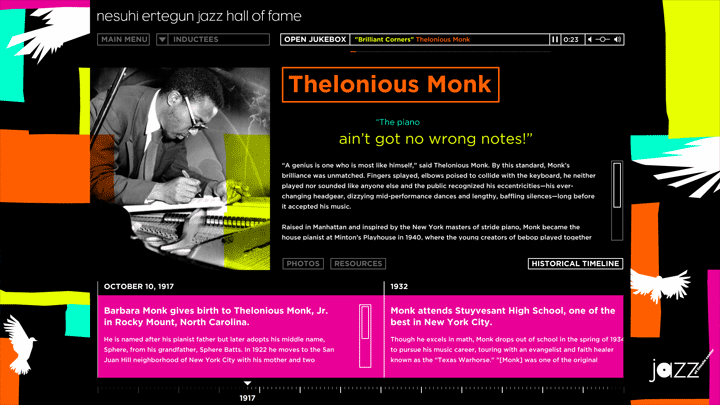 nesuhi ertegun jazz hall of fame
MAIN MENU
INDUCTEES
OPEN JUKEBOX
"Brilliant Corners" Thelonious Monk
0:23
Thelonious Monk
"The piano
ain't got no wrong notes!"
"A genius is one who is most like himself," said Thelonious Monk. By this standard, Monk's
brilliance was unmatched. Fingers splayed, elbows poised to collide with the keyboard, he neither
played nor sounded like anyone else and the public recognized his eccentricities—his ever-
changing headgear, dizzying mid-performance dances and lengthy, baffling silences—long before
it accepted his music.
Raised in Manhattan and inspired by the New York masters of stride piano, Monk became the
house pianist at Minton's Playhouse in 1940, where the young creators of bebop played together
PHOTOS
RESOURCES
HISTORICAL TIMELINE
OCTOBER 10, 1917
Barbara Monk gives birth to Thelonious Monk, Jr.
in Rocky Mount, North Carolina.
He is named after his pianist father but later adopts his middle name,
Sphere, from his grandfather, Sphere Batts. In 1922 he moves to the San
Juan Hill neighborhood of New York City with his mother and two
1932
Monk attends Stuyvesant High School, one of the
best in New York City.
Though he excels in math, Monk drops out of school in the spring of 1934
to pursue his music career, touring with an evangelist and faith healer
known as the "Texas Warhorse." "[Monk] was one of the original
1917
jazz